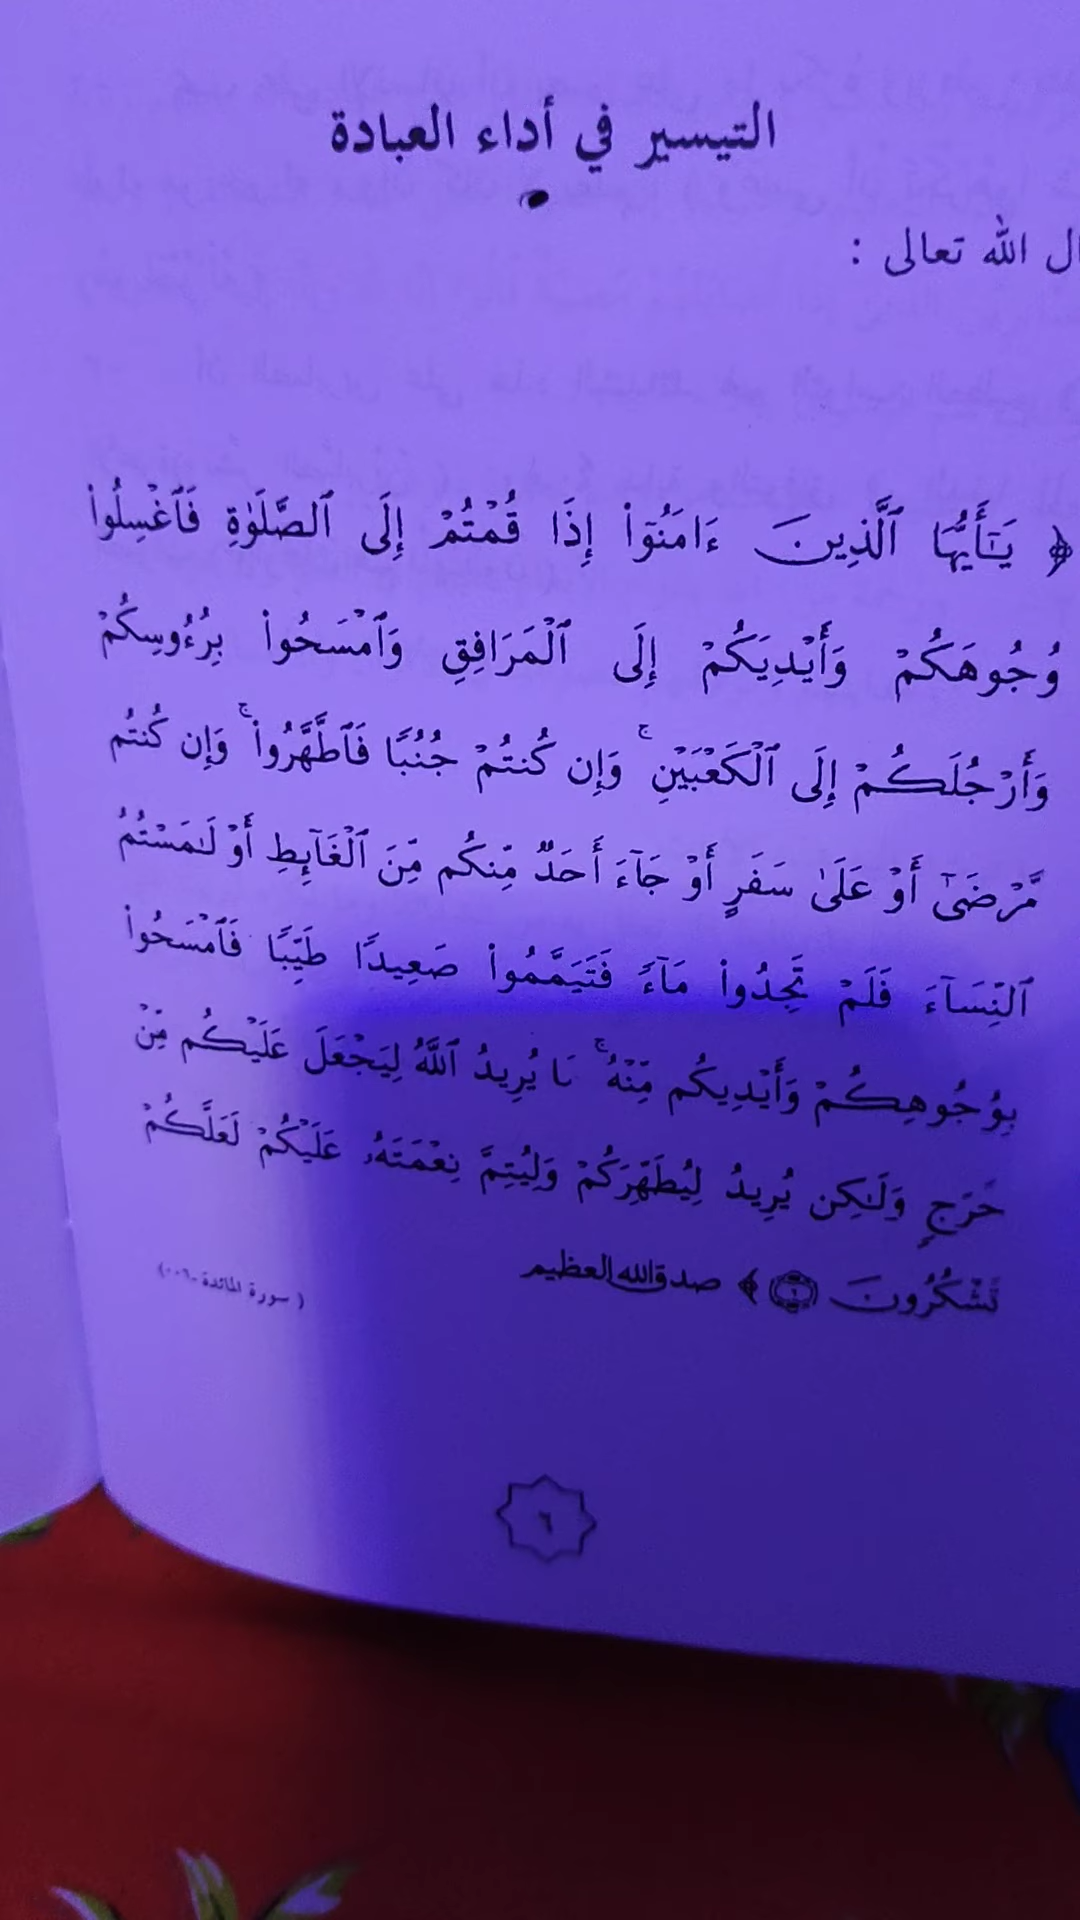 التيسير في أداء العبادة
ال الله تعالى :
﴿ يَـٰٓأَيُّهَا ٱلَّذِينَ ءَامَنُوٓا۟ إِذَا قُمْتُمْ إِلَى ٱلصَّلَوٰةِ فَٱغْسِلُوا۟
وُجُوهَكُمْ وَأَيْدِيَكُمْ إِلَى ٱلْمَرَافِقِ وَٱمْسَحُوا۟ بِرُءُوسِكُمْ
وَأَرْجُلَكُمْ إِلَى ٱلْكَعْبَيْنِ ۚ وَإِن كُنتُمْ جُنُبًا فَٱطَّهَّرُوا۟ ۚ وَإِن كُنتُم
مَّرْضَىٰٓ أَوْ عَلَىٰ سَفَرٍ أَوْ جَآءَ أَحَدٌ مِّنكُم مِّنَ ٱلْغَآئِطِ أَوْ لَـٰمَسْتُمُ
ٱلنِّسَآءَ فَلَمْ تَجِدُوا۟ مَآءً فَتَيَمَّمُوا۟ صَعِيدًا طَيِّبًا فَٱمْسَحُوا۟
بِوُجُوهِكُمْ وَأَيْدِيكُم مِّنْهُ ۚ مَا يُرِيدُ ٱللَّهُ لِيَجْعَلَ عَلَيْكُم مِّنْ
حَرَجٍ وَلَـٰكِن يُرِيدُ لِيُطَهِّرَكُمْ وَلِيُتِمَّ نِعْمَتَهُۥ عَلَيْكُمْ لَعَلَّكُمْ
تَشْكُرُونَ ٦ ﴾ صدق الله العظيم
( سورة المائدة -٠٠٦)
٦